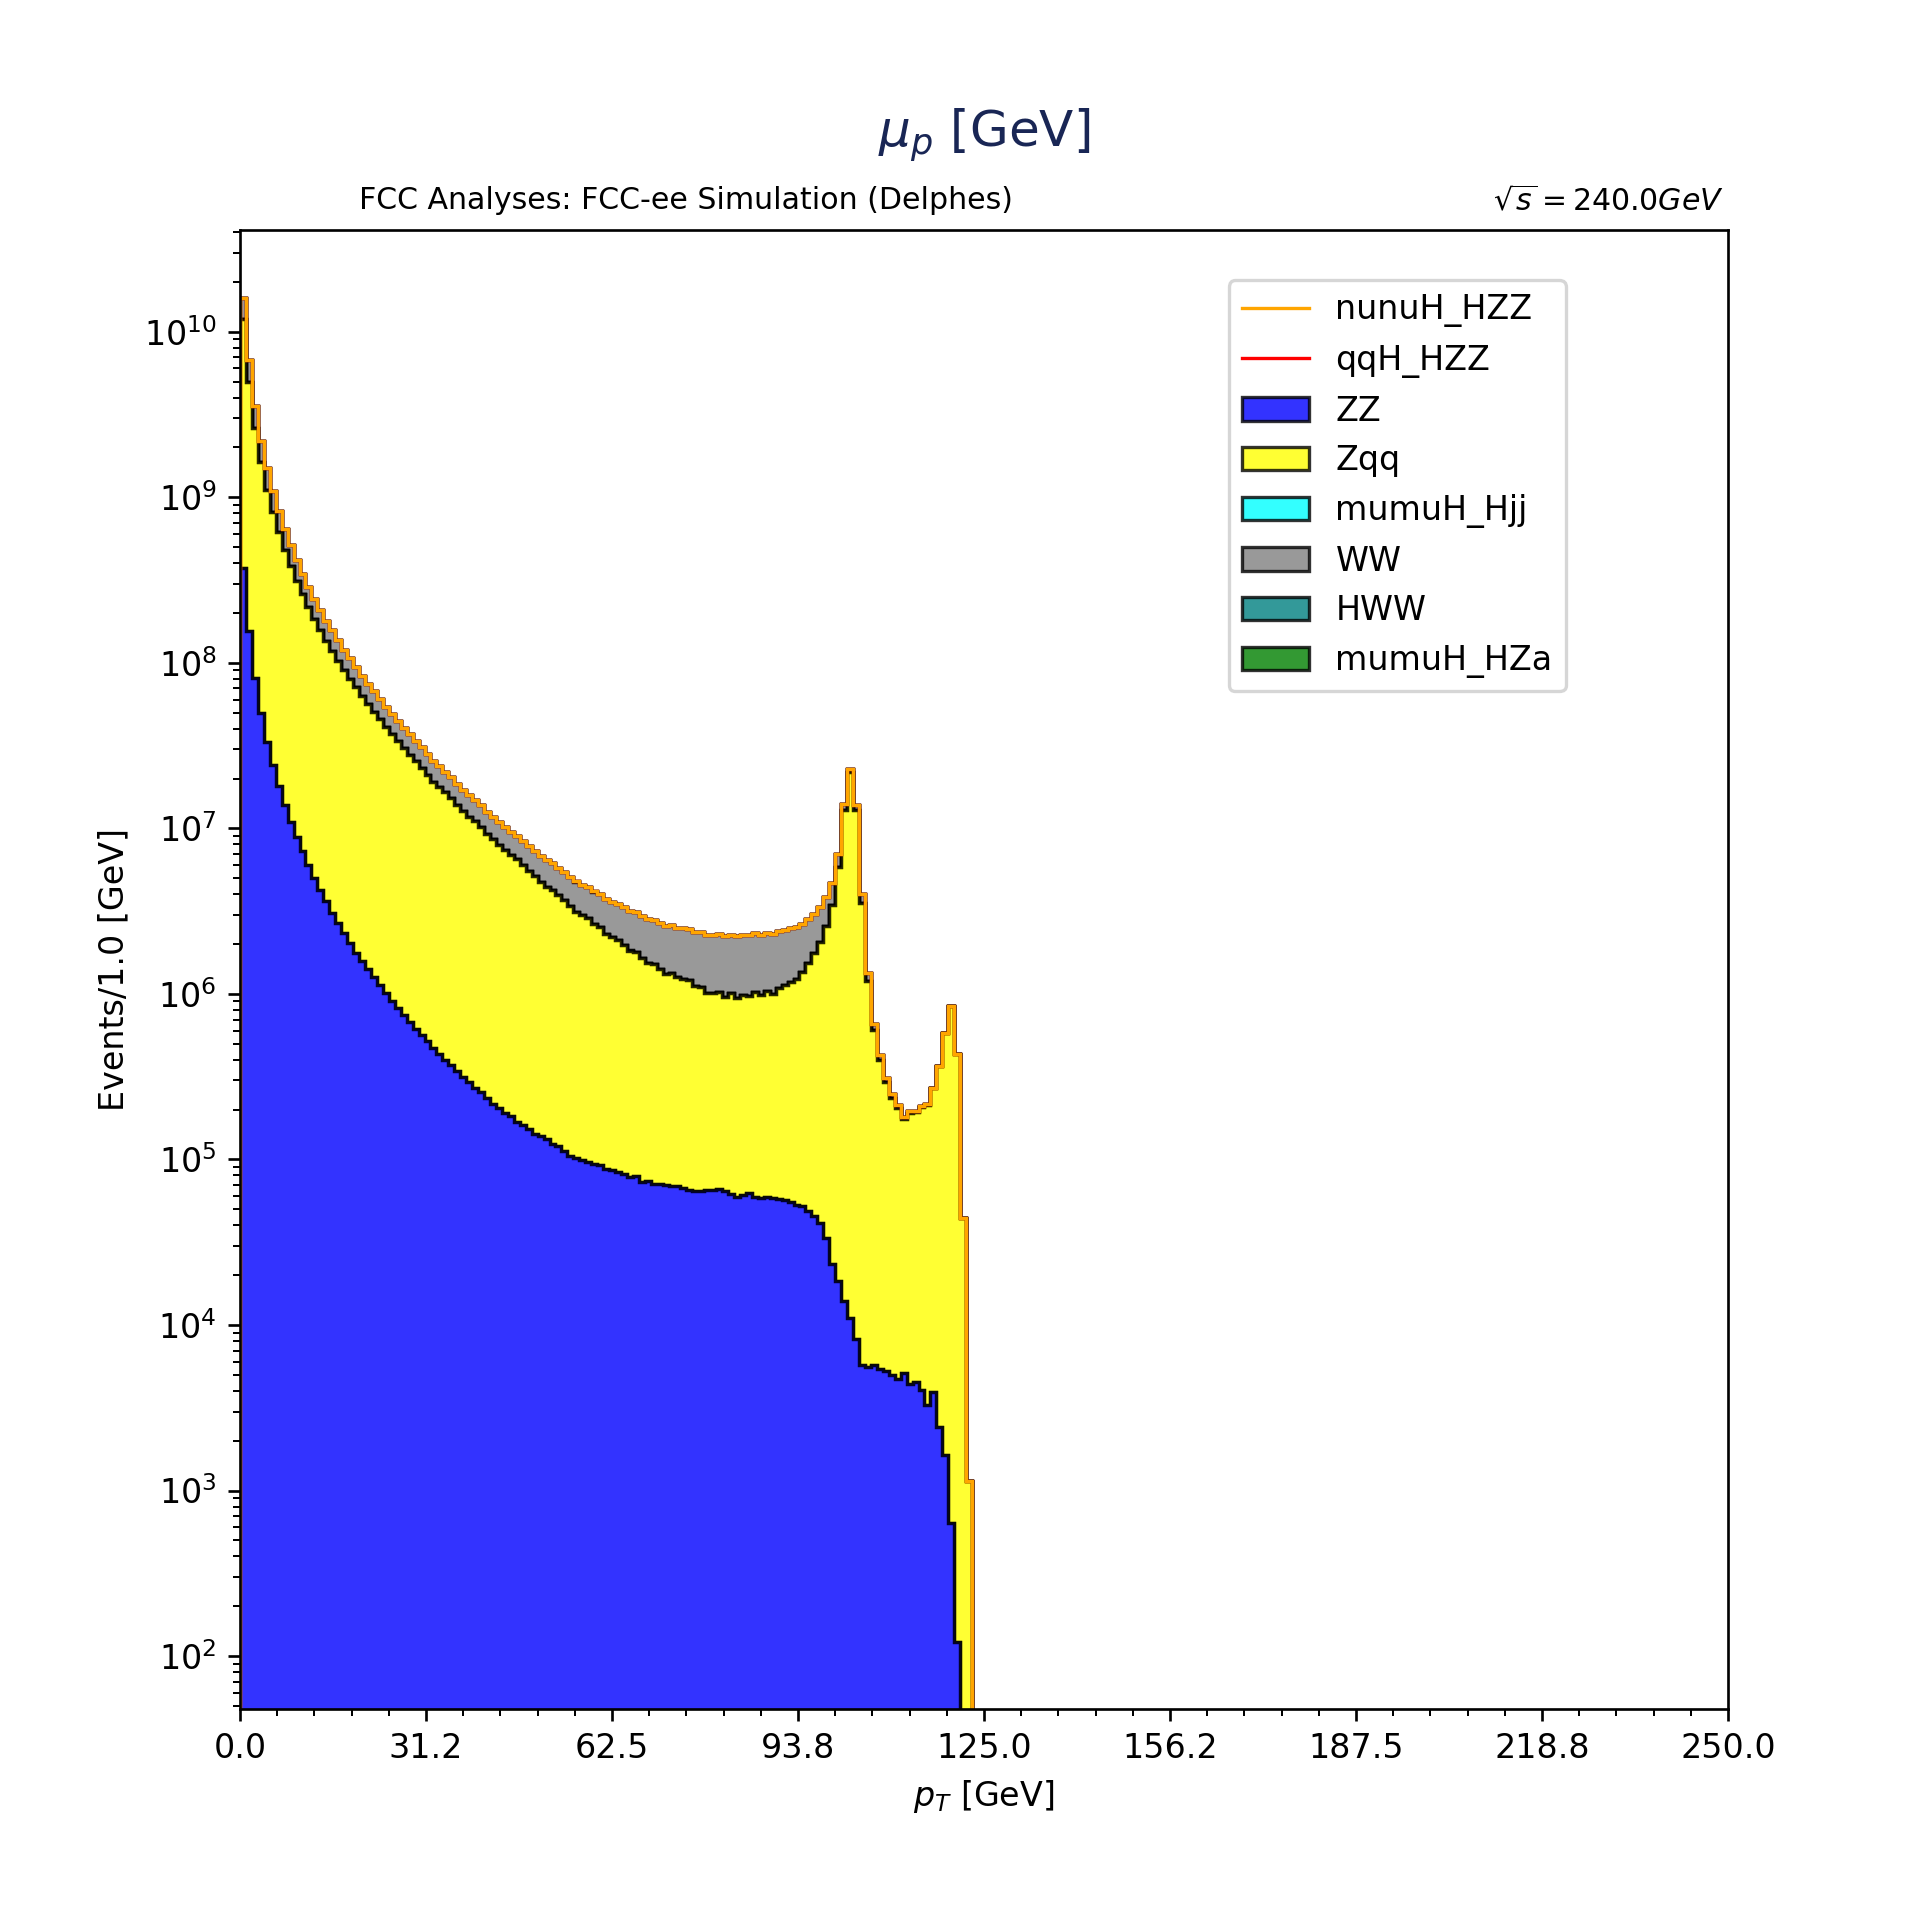 μp [GeV]
FCC Analyses: FCC-ee Simulation (Delphes)
√s = 240.0GeV
nunuH_HZZ
qqH_HZZ
ZZ
Zqq
mumuH_Hjj
WW
HWW
mumuH_HZa
Events/1.0 [GeV]
10^10
10^9
10^8
10^7
10^6
10^5
10^4
10^3
10^2
0.0 31.2 62.5 93.8 125.0 156.2 187.5 218.8 250.0
pT [GeV]